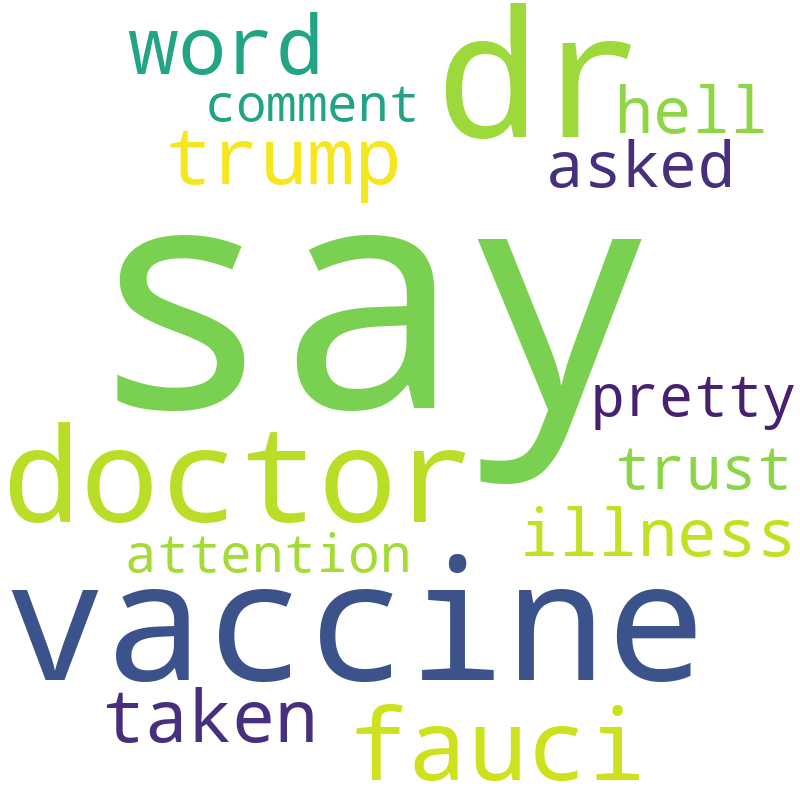 word
dr
comment
hell
trump
asked
say
pretty
doctor
trust
illness
attention
vaccine
taken
fauci